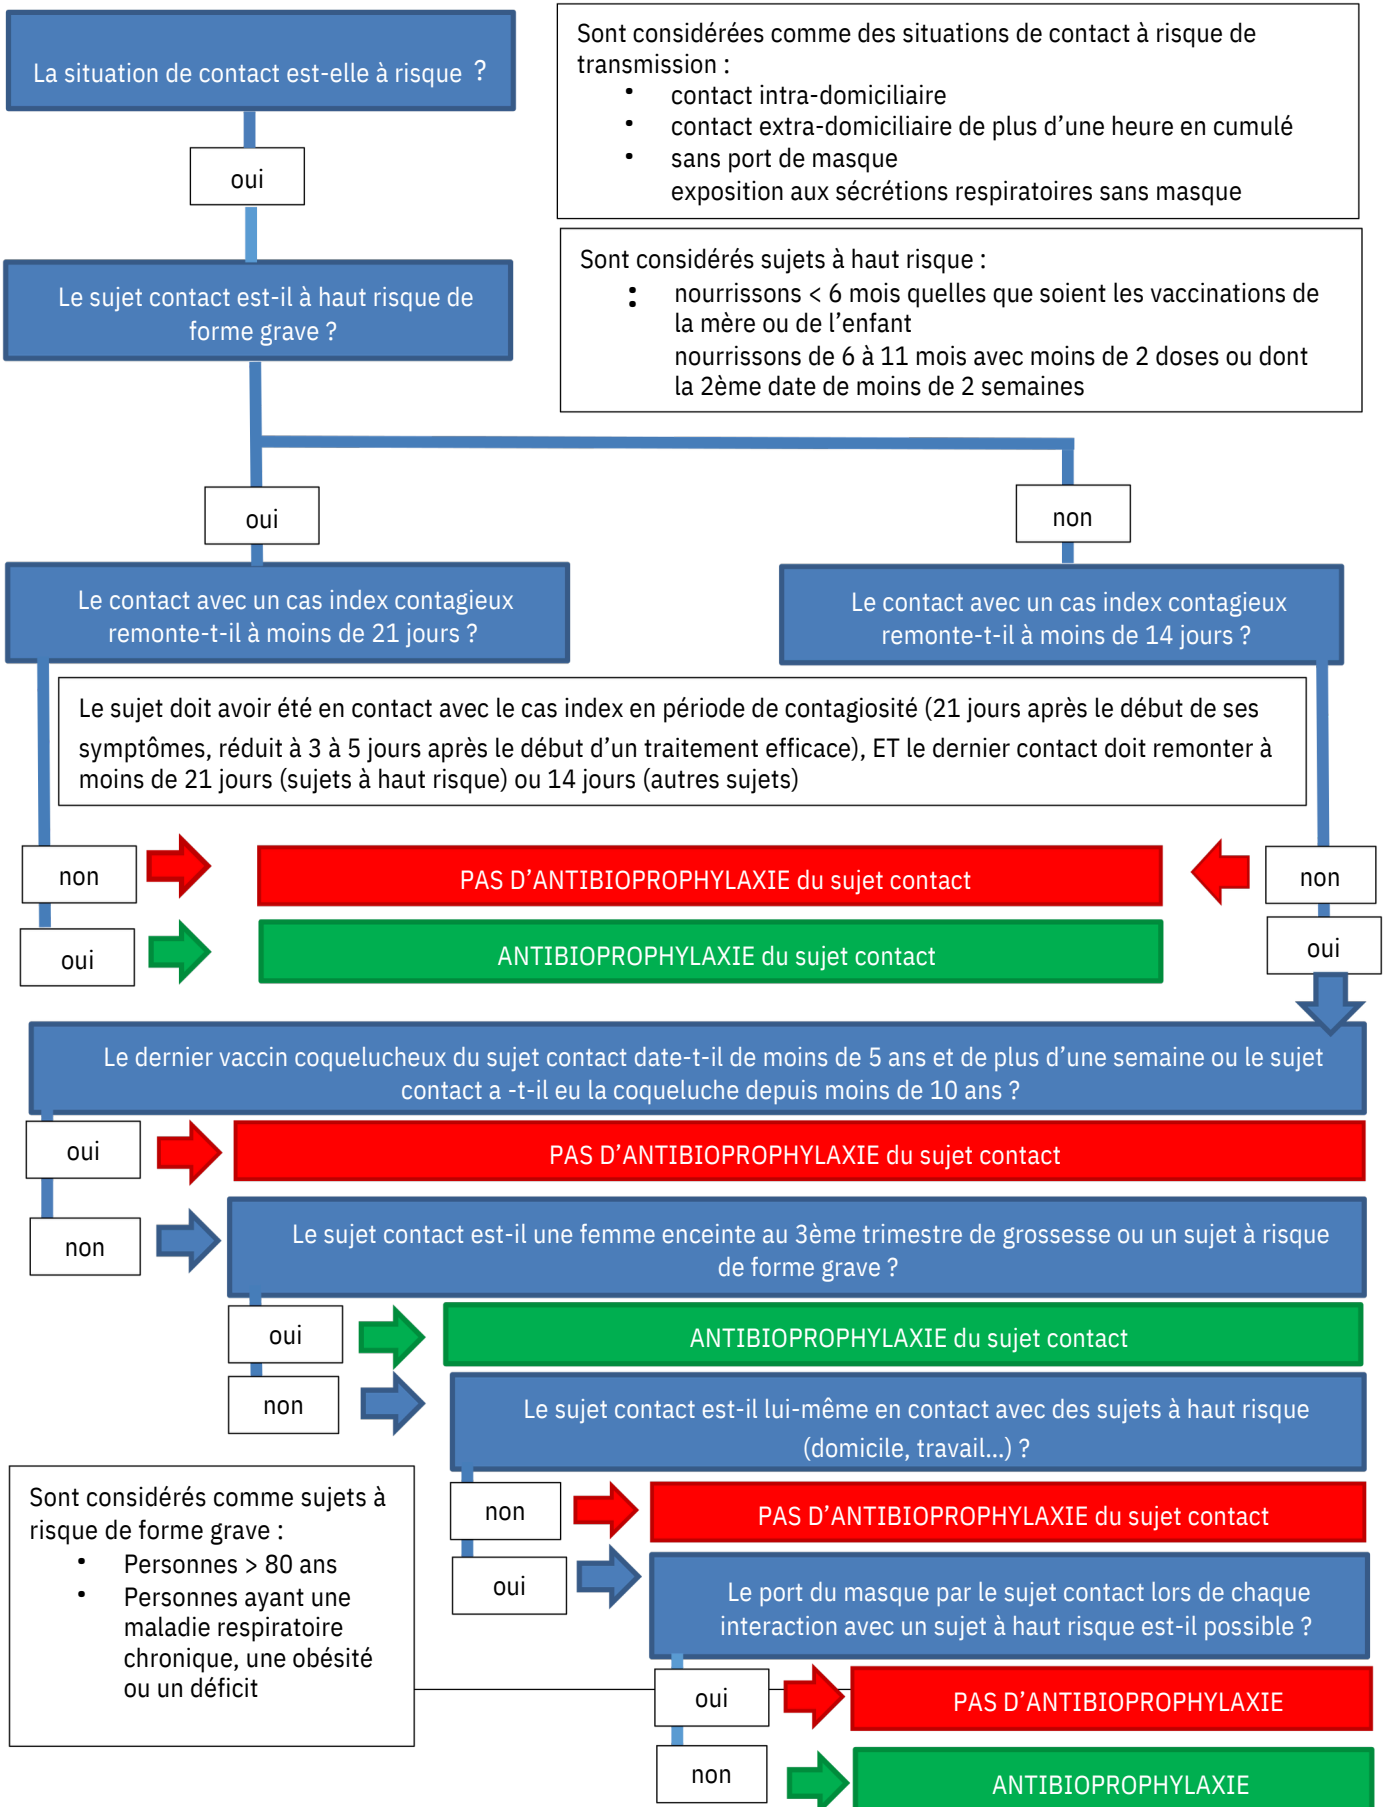 La situation de contact est-elle à risque ?
Sont considérées comme des situations de contact à risque de
transmission :
• contact intra-domiciliaire
• contact extra-domiciliaire de plus d’une heure en cumulé
• sans port de masque
exposition aux sécrétions respiratoires sans masque
oui
Le sujet contact est-il à haut risque de
forme grave ?
Sont considérés sujets à haut risque :
• nourrissons < 6 mois quelles que soient les vaccinations de
• la mère ou de l’enfant
nourrissons de 6 à 11 mois avec moins de 2 doses ou dont
la 2ème date de moins de 2 semaines
oui
non
Le contact avec un cas index contagieux
remonte-t-il à moins de 21 jours ?
Le contact avec un cas index contagieux
remonte-t-il à moins de 14 jours ?
Le sujet doit avoir été en contact avec le cas index en période de contagiosité (21 jours après le début de ses
symptômes, réduit à 3 à 5 jours après le début d’un traitement efficace), ET le dernier contact doit remonter à
moins de 21 jours (sujets à haut risque) ou 14 jours (autres sujets)
non
PAS D’ANTIBIOPROPHYLAXIE du sujet contact
non
oui
ANTIBIOPROPHYLAXIE du sujet contact
oui
Le dernier vaccin coquelucheux du sujet contact date-t-il de moins de 5 ans et de plus d’une semaine ou le sujet
contact a -t-il eu la coqueluche depuis moins de 10 ans ?
oui
PAS D’ANTIBIOPROPHYLAXIE du sujet contact
non
Le sujet contact est-il une femme enceinte au 3ème trimestre de grossesse ou un sujet à risque
de forme grave ?
oui
ANTIBIOPROPHYLAXIE du sujet contact
non
Le sujet contact est-il lui-même en contact avec des sujets à haut risque
(domicile, travail...) ?
Sont considérés comme sujets à
risque de forme grave :
• Personnes > 80 ans
• Personnes ayant une
maladie respiratoire
chronique, une obésité
ou un déficit
non
PAS D’ANTIBIOPROPHYLAXIE du sujet contact
oui
Le port du masque par le sujet contact lors de chaque
interaction avec un sujet à haut risque est-il possible ?
oui
PAS D’ANTIBIOPROPHYLAXIE
non
ANTIBIOPROPHYLAXIE